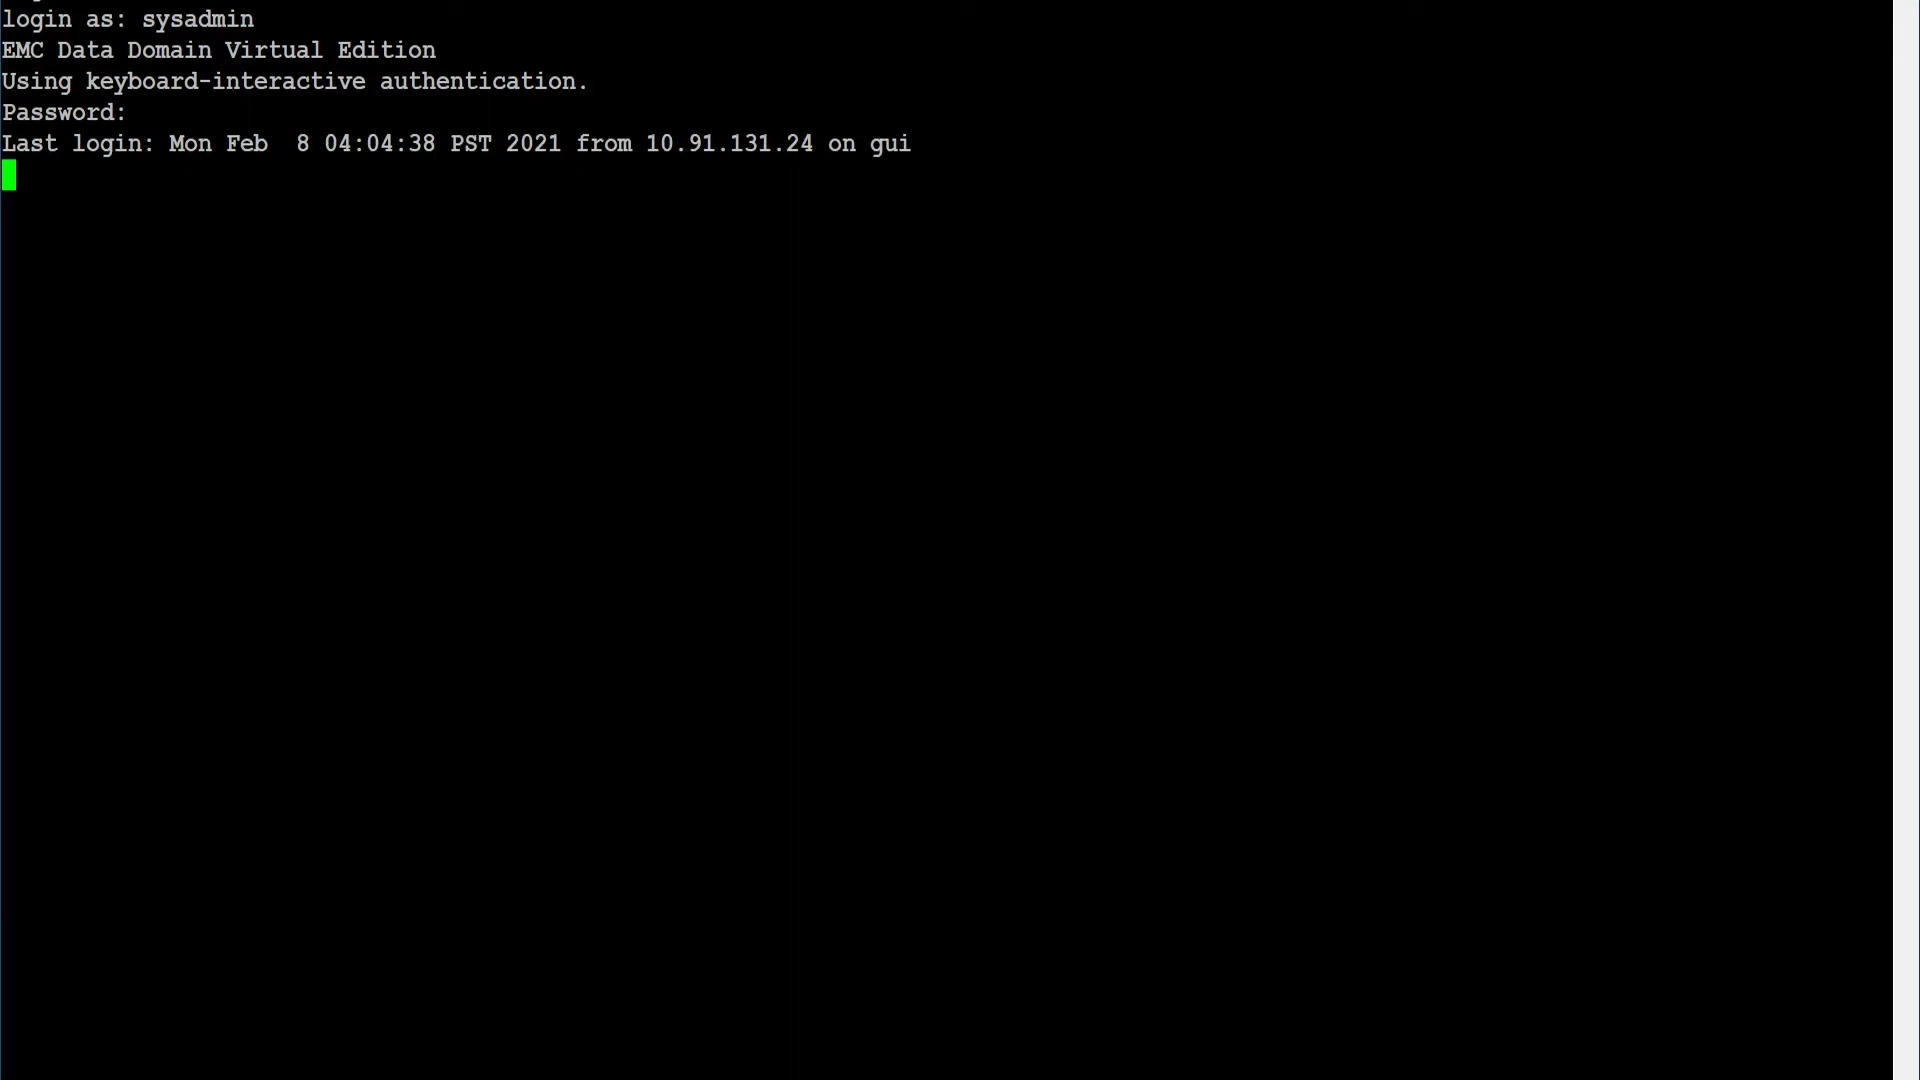 login as: sysadmin
EMC Data Domain Virtual Edition
Using keyboard-interactive authentication.
Password:
Last login: Mon Feb  8 04:04:38 PST 2021 from 10.91.131.24 on gui